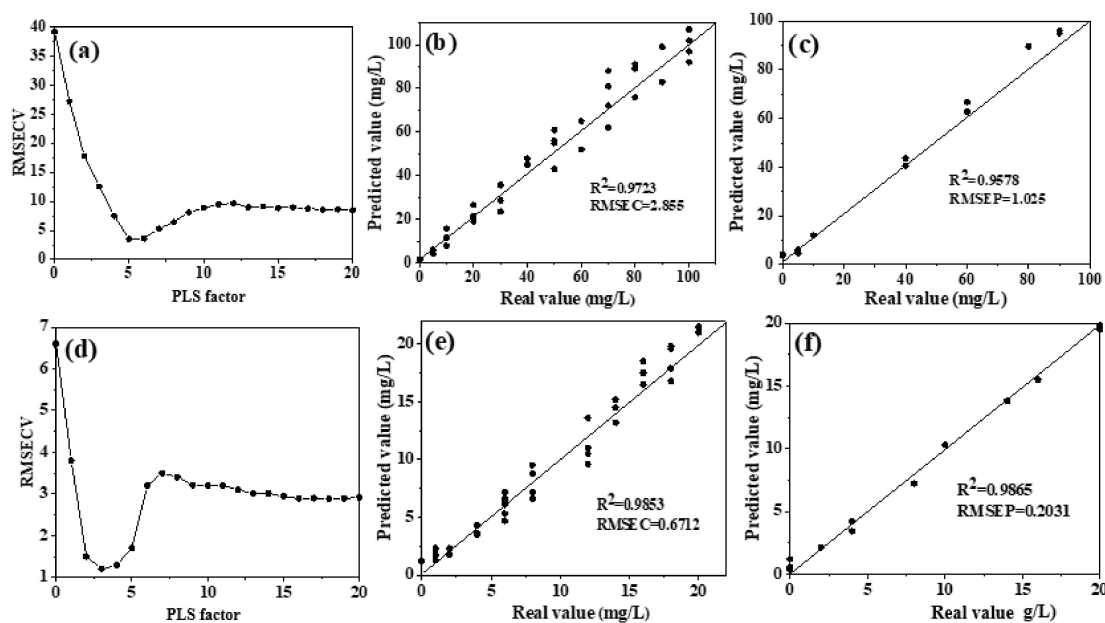 (a)
RMSECV
40
35
30
25
20
15
10
5
0
0 5 10 15 20
PLS factor
(b)
Predicted value (mg/L)
100
80
60
40
20
0
R²=0.9723
RMSEC=2.855
0 20 40 60 80 100
Real value (mg/L)
(c)
Predicted value (mg/L)
100
80
60
40
20
0
R²=0.9578
RMSEP=1.025
0 20 40 60 80 100
Real value (mg/L)
(d)
RMSECV
7
6
5
4
3
2
1
0 5 10 15 20
PLS factor
(e)
Predicted value (mg/L)
20
15
10
5
0
R²=0.9853
RMSEC=0.6712
0 5 10 15 20
Real value (mg/L)
(f)
Predicted value (mg/L)
20
15
10
5
0
R²=0.9865
RMSEP=0.2031
0 5 10 15 20
Real value g/L)